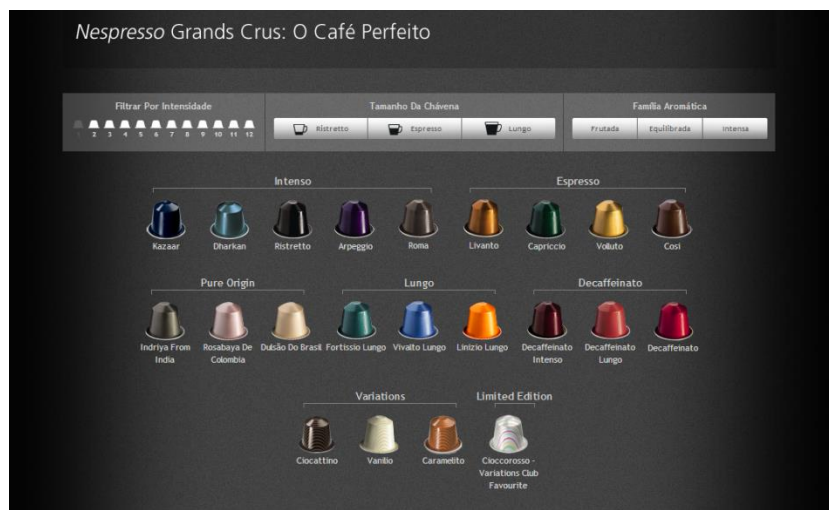 Nespresso Grands Crus: O Café Perfeito
Filtrar Por Intensidade
Tamanho Da Chávena
Família Aromática
1 2 3 4 5 6 7 8 9 10 11 12
Ristretto Espresso Lungo
Frutada Equilibrada Intensa
Intenso Espresso
Kazaar Dharkan Ristretto Arpeggio Roma Livanto Capriccio Volluto Cosi
Pure Origin Lungo Decaffeinato
Indriya From India
Rosabaya De Colombia
Dulsão Do Brasil
Fortissio Lungo
Vivalto Lungo
Linizio Lungo
Decaffeinato Intenso
Decaffeinato Lungo
Decaffeinato
Variations Limited Edition
Ciocattino Vanilio Caramelito
Cioccorosso -
Variations Club
Favourite